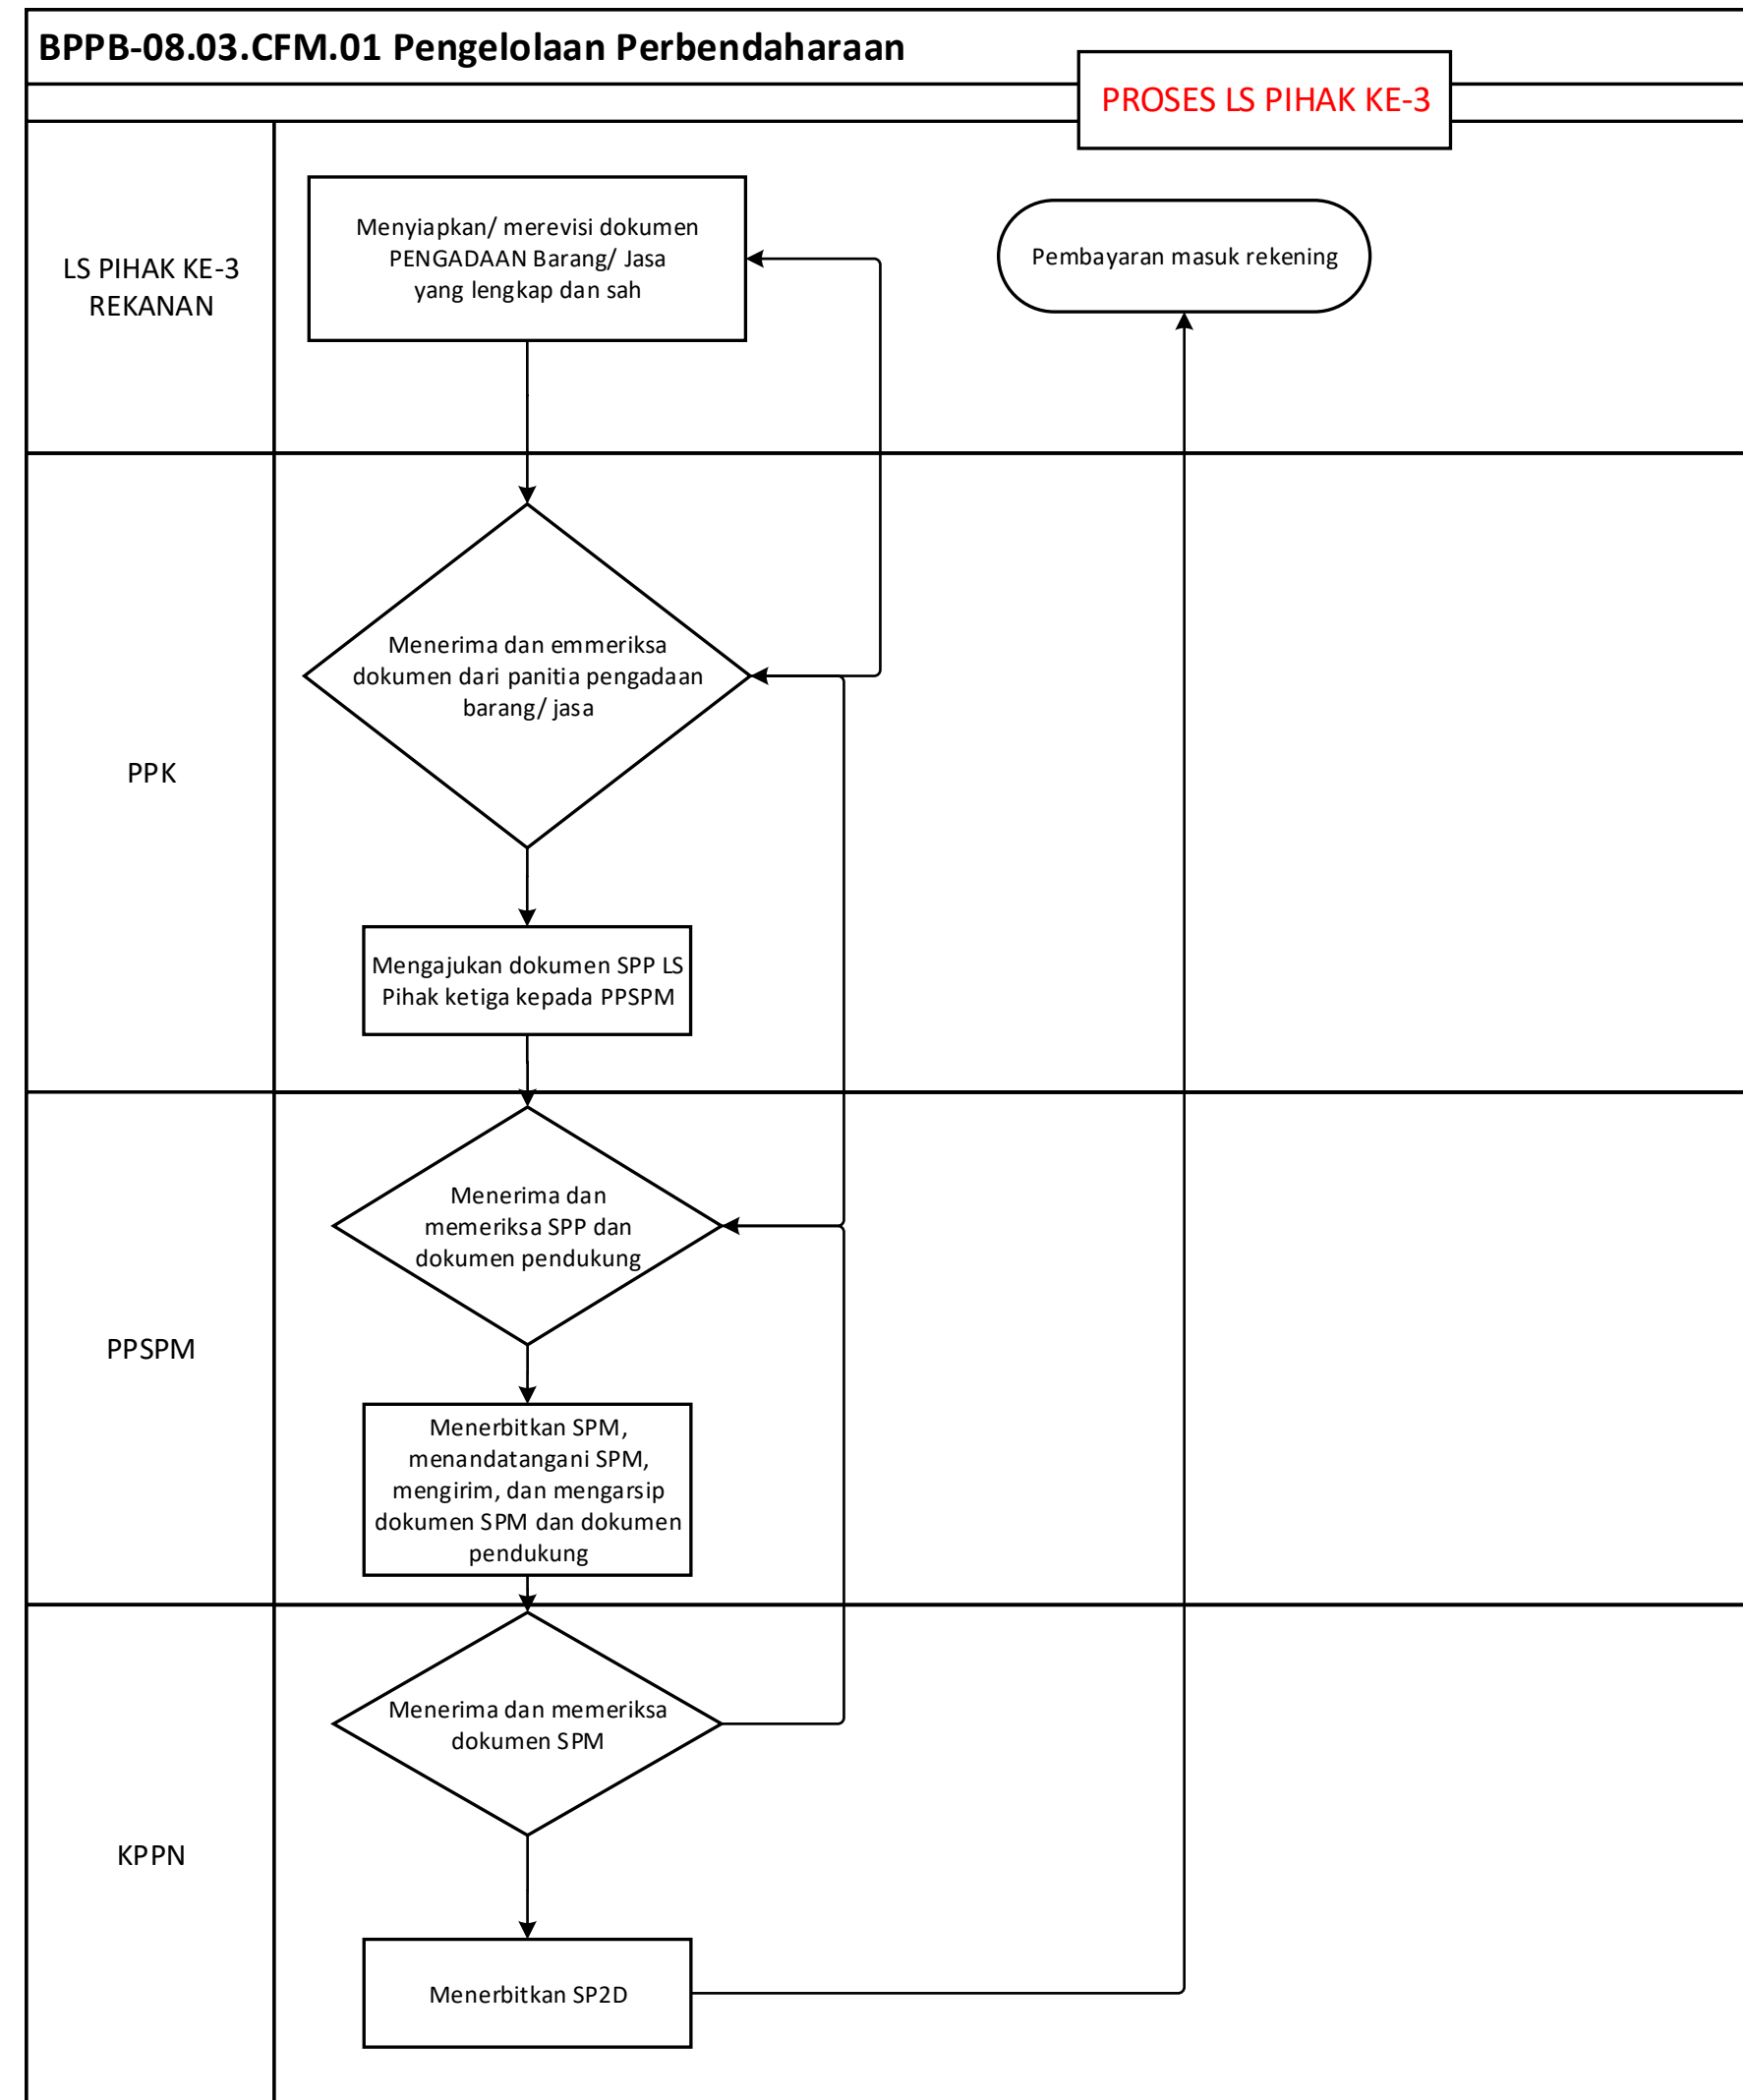 BPPB-08.03.CFM.01 Pengelolaan Perbendaharaan
PROSES LS PIHAK KE-3
LS PIHAK KE-3
REKANAN
Menyiapkan/ merevisi dokumen
PENGADAAN Barang/ Jasa
yang lengkap dan sah
Pembayaran masuk rekening
PPK
Menerima dan emmeriksa
dokumen dari panitia pengadaan
barang/ jasa
Mengajukan dokumen SPP LS
Pihak ketiga kepada PPSPM
PPSPM
Menerima dan
memeriksa SPP dan
dokumen pendukung
Menerbitkan SPM,
menandatangani SPM,
mengirim, dan mengarsip
dokumen SPM dan dokumen
pendukung
KPPN
Menerima dan memeriksa
dokumen SPM
Menerbitkan SP2D